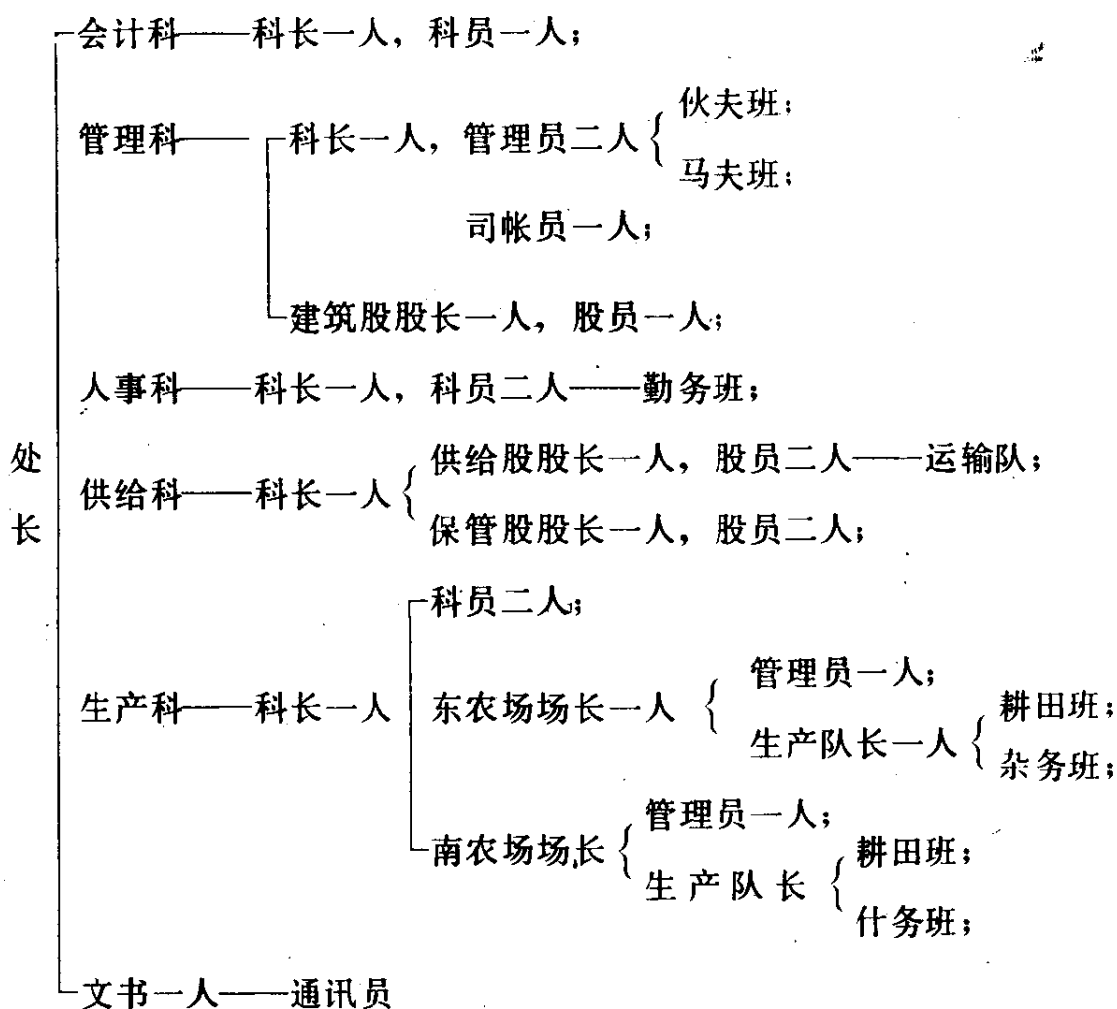 会计科——科长一人，科员一人；
伙夫班；
管理科——科长一人，管理员二人
马夫班；
司帐员一人；
建筑股股长一人，股员一人；
人事科——科长一人，科员二人——勤务班；
处长
供给股股长一人，股员二人——运输队；
供给科——科长一人
保管股股长一人，股员二人；
科员二人；
管理员一人；
生产科——科长一人 东农场场长一人
耕田班；
生产队长一人
杂务班；
管理员一人；
南农场场长
耕田班；
生产队长
什务班；
文书一人——通讯员